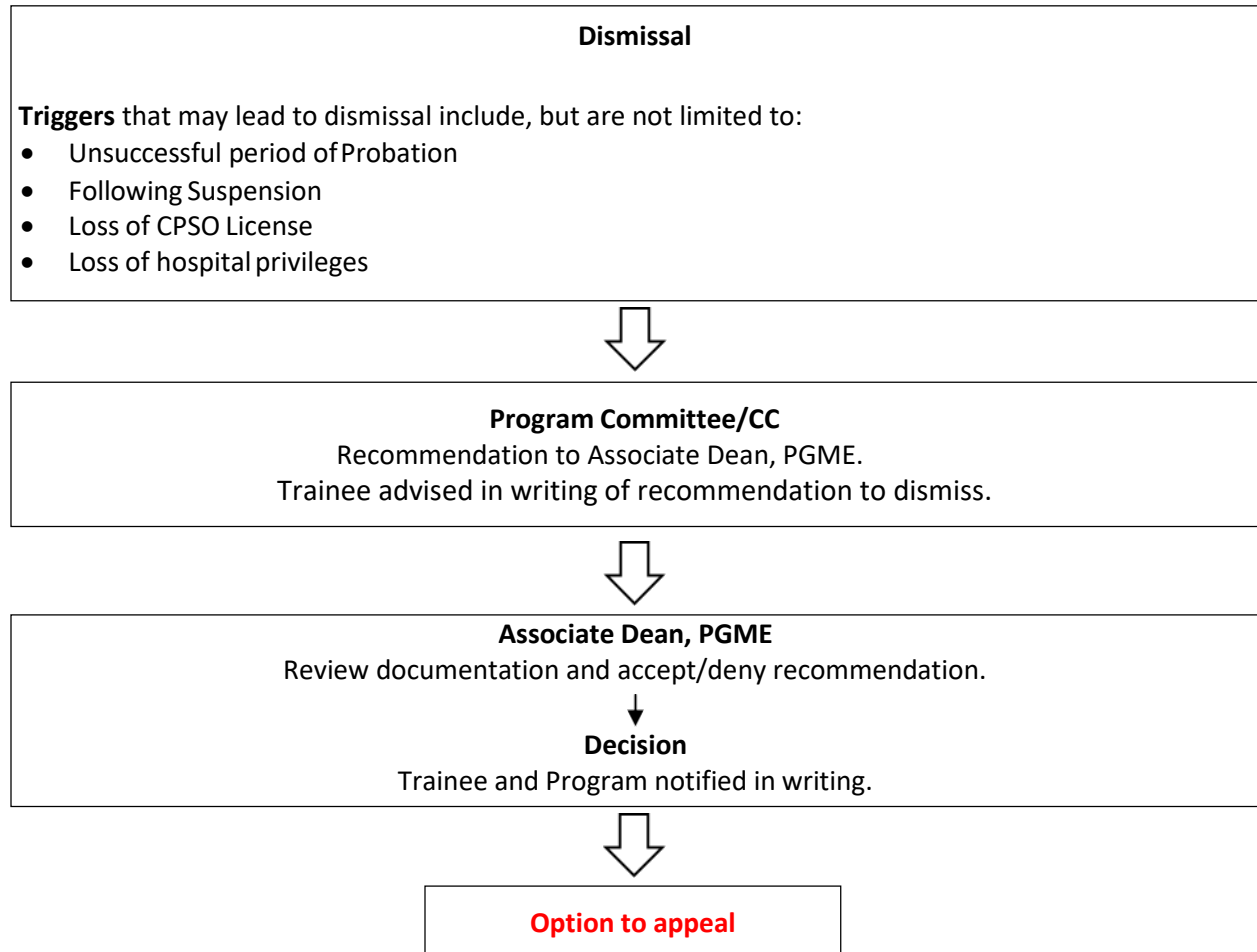 Dismissal
Triggers that may lead to dismissal include, but are not limited to:
• Unsuccessful period of Probation
• Following Suspension
• Loss of CPSO License
• Loss of hospital privileges
Program Committee/CC
Recommendation to Associate Dean, PGME.
Trainee advised in writing of recommendation to dismiss.
Associate Dean, PGME
Review documentation and accept/deny recommendation.
Decision
Trainee and Program notified in writing.
Option to appeal